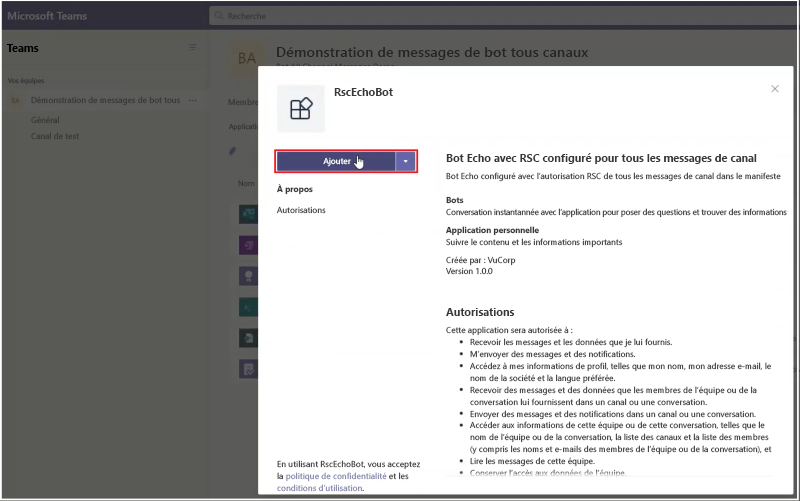 Microsoft Teams
Recherche
Teams
Vos équipes
BA
Démonstration de messages de bot tous
Général
Canal de test
BA
Démonstration de messages de bot tous canaux
Membre
Applicatio
Nom
RscEchoBot
Ajouter
À propos
Autorisations
En utilisant RscEchoBot, vous acceptez
la politique de confidentialité et les
conditions d'utilisation.
Bot Echo avec RSC configuré pour tous les messages de canal
Bot Echo configuré avec l'autorisation RSC de tous les messages de canal dans le manifeste
Bots
Conversation instantanée avec l'application pour poser des questions et trouver des informations
Application personnelle
Suivre le contenu et les informations importants
Créée par : VuCorp
Version 1.0.0
Autorisations
Cette application sera autorisée à :
• Recevoir les messages et les données que je lui fournis.
• M'envoyer des messages et des notifications.
• Accédez à mes informations de profil, telles que mon nom, mon adresse e-mail, le
nom de la société et la langue préférée.
• Recevoir des messages et des données que les membres de l'équipe ou de la
conversation lui fournissent dans un canal ou une conversation.
• Envoyer des messages et des notifications dans un canal ou une conversation.
• Accéder aux informations de cette équipe ou de cette conversation, telles que le
nom de l'équipe ou de la conversation, la liste des canaux et la liste des membres
(y compris les noms et e-mails des membres de l'équipe ou de la conversation), et
• Lire les messages de cette équipe.
• Conserver l'accès aux données de l'équipe.